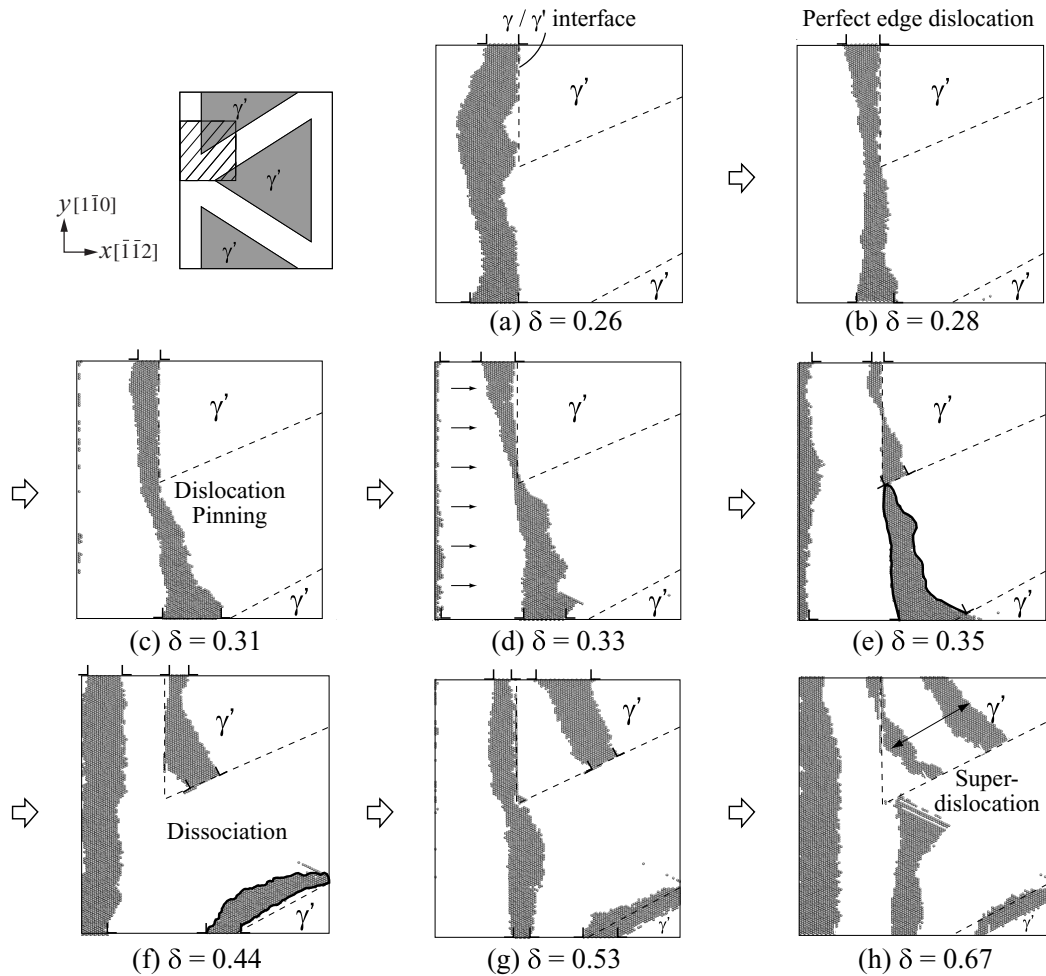 γ / γ' interface
Perfect edge dislocation
γ'
γ'
γ'
y[11̄0]
x[1̄1̄2]
γ'
γ'
(a) δ = 0.26
γ'
γ'
(b) δ = 0.28
γ'
Dislocation
Pinning
γ'
(c) δ = 0.31
γ'
γ'
(d) δ = 0.33
γ'
γ'
(e) δ = 0.35
γ'
Dissociation
γ'
(f) δ = 0.44
γ'
γ'
(g) δ = 0.53
γ'
Super-
dislocation
γ'
(h) δ = 0.67